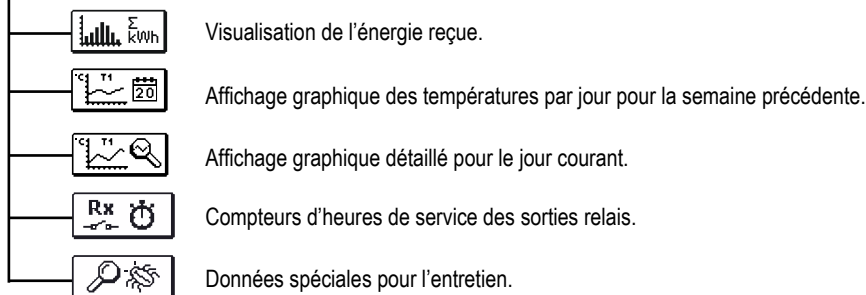 Σ
kWh Visualisation de l’énergie reçue.
°C T1 20 Affichage graphique des températures par jour pour la semaine précédente.
°C T1 Affichage graphique détaillé pour le jour courant.
Rx Compteurs d’heures de service des sorties relais.
Données spéciales pour l’entretien.